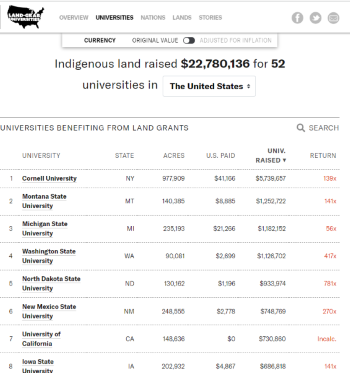 LAND-GRAB
UNIVERSITIES
OVERVIEW UNIVERSITIES NATIONS LANDS STORIES
CURRENCY ORIGINAL VALUE ADJUSTED FOR INFLATION
Indigenous land raised $22,780,136 for 52
universities in The United States
UNIVERSITIES BENEFITING FROM LAND GRANTS SEARCH
UNIVERSITY STATE ACRES U.S. PAID UNIV. RAISED ▼ RETURN
1 Cornell University NY 977,909 $41,166 $5,739,657 139x
2 Montana State University MT 140,385 $8,885 $1,252,722 141x
3 Michigan State University MI 235,193 $21,266 $1,182,152 56x
4 Washington State University WA 90,081 $2,699 $1,126,702 417x
5 North Dakota State University ND 130,162 $1,196 $933,974 781x
6 New Mexico State University NM 248,555 $2,778 $748,769 270x
7 University of California CA 148,636 $0 $730,860 Incalc.
8 Iowa State University IA 202,932 $4,867 $686,818 141x